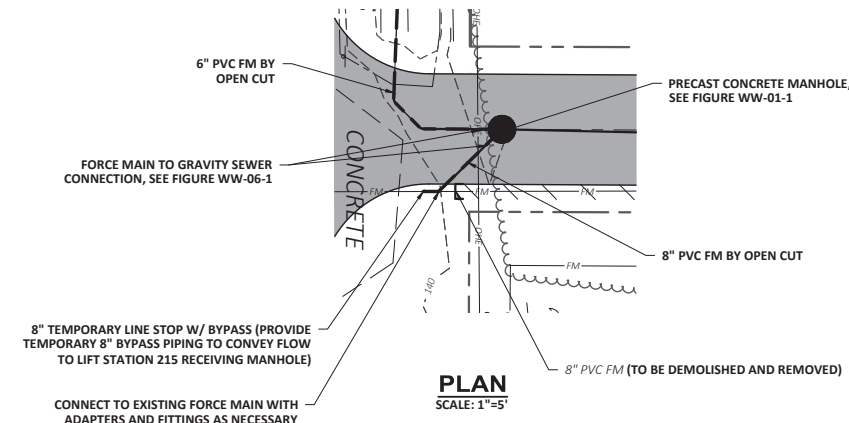 6" PVC FM BY
OPEN CUT
PRECAST CONCRETE MANHOLE,
SEE FIGURE WW-01-1
CONCRETE
FORCE MAIN TO GRAVITY SEWER
CONNECTION, SEE FIGURE WW-06-1
OHE
FM
FM
FM
OHE
FM
8" PVC FM BY OPEN CUT
140
8" TEMPORARY LINE STOP W/ BYPASS (PROVIDE
TEMPORARY 8" BYPASS PIPING TO CONVEY FLOW
TO LIFT STATION 215 RECEIVING MANHOLE)
8" PVC FM (TO BE DEMOLISHED AND REMOVED)
PLAN
SCALE: 1"=5'
CONNECT TO EXISTING FORCE MAIN WITH
ADAPTERS AND FITTINGS AS NECESSARY